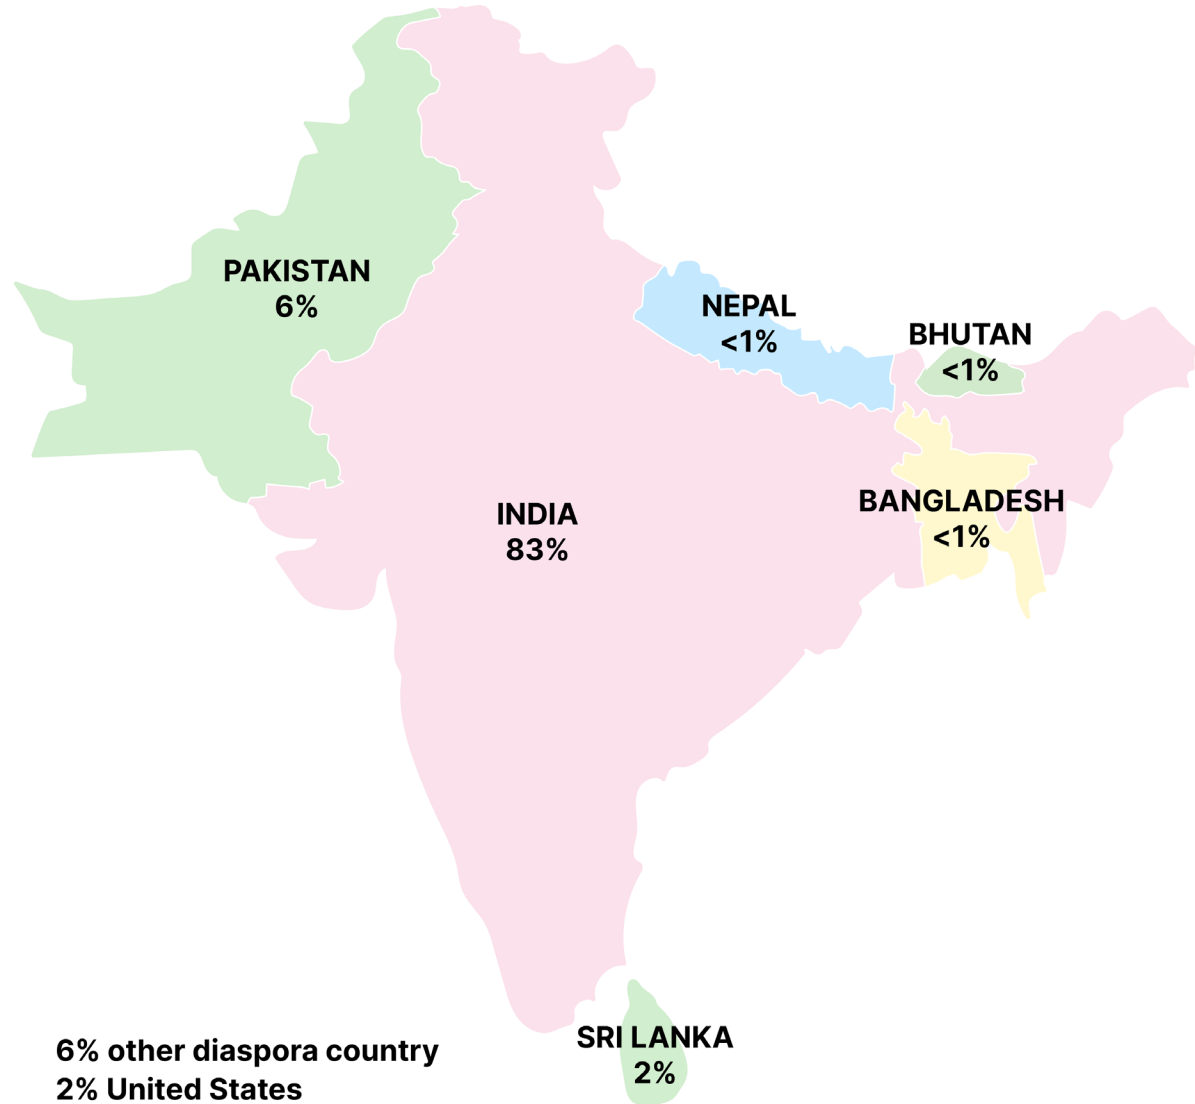 PAKISTAN
6%
NEPAL
<1%
BHUTAN
<1%
BANGLADESH
<1%
INDIA
83%
SRI LANKA
2%
6% other diaspora country
2% United States